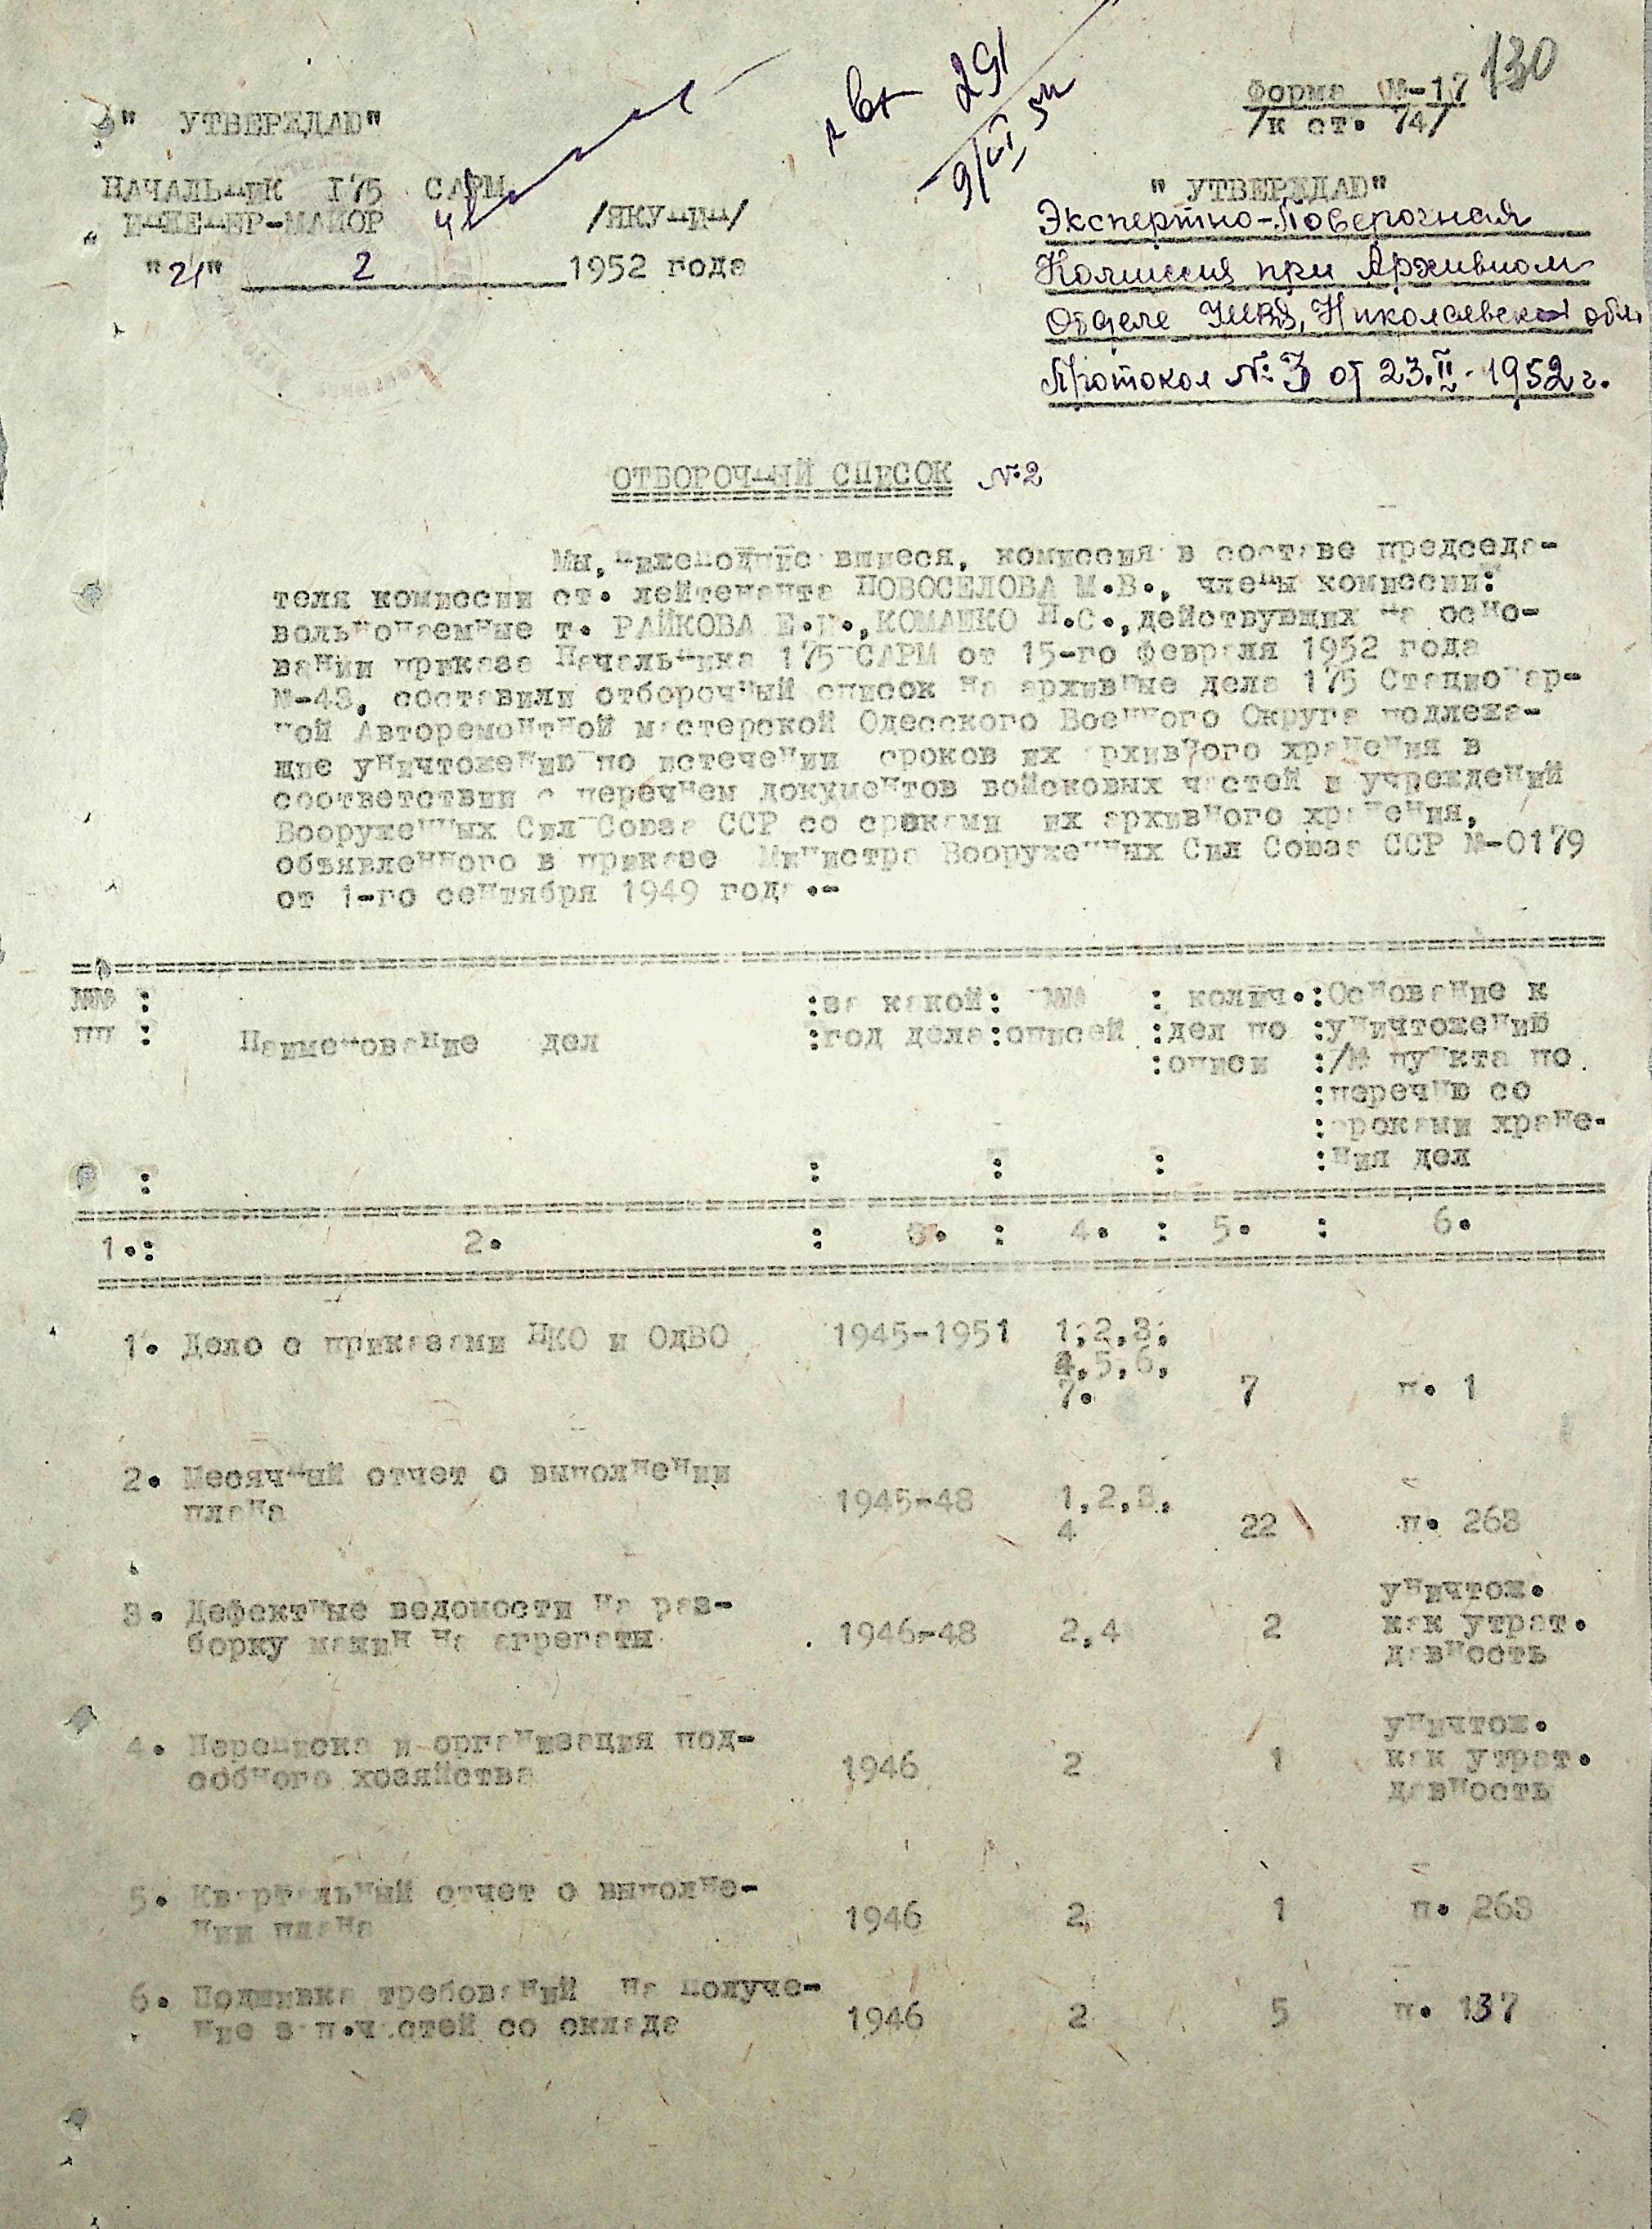 130
Форма №-17
/к ст. 74/
" УТВЕРЖДАЮ"
НАЧАЛЬНИК 175 САРМ
ИНЖЕНЕР-МАЙОР /ЯКУНИН/
"21" 2 1952 года
вх 291
" УТВЕРЖДАЮ"
Экспертно-Поверочная
Комиссия при Архивном
Отделе УМВД, Николаевской обл.
Протокол №3 от 23.II.1952г.
ОТБОРОЧНЫЙ СПИСОК №2
Мы, нижеподписавшиеся, комиссия в составе председа-
теля комиссии ст. лейтенанта НОВОСЕЛОВА М.В., члены комиссии:
вольнонаемные т. РАЙКОВА Е.Н., КОМАШКО Н.С., действующих на осно-
вании приказа Начальника 175 САРМ от 15-го февраля 1952 года
№-43, составили отборочный список на архивные дела 175 Стационар-
ной Авторемонтной мастерской Одесского Военного Округа подлежа-
щие уничтожению по истечении сроков их архивного хранения в
соответствии с перечнем документов войсковых частей и учреждений
Вооруженных Сил Союза ССР со сроками их архивного хранения,
объявленного в приказе Министра Вооруженных Сил Союза ССР №-0179
от 1-го сентября 1949 года.-
№№ : :за какой: №№ : колич.:Основание к
пп : Наименование дел :год дела:описей :дел по :уничтожению
:описи :/№ пункта по
:перечню со
:сроками хране-
: : : : :ния дел
1.: 2. : 3. : 4. : 5. : 6.
1. Дело с приказами НКО и ОдВО 1945-1951 1,2,3,
4,5,6,
7. 7 п. 1
2. Месячный отчет о выполнении
плана 1945-48 1,2,3,
4 22 п. 268
3. Дефектные ведомости на раз-
борку машин на агрегаты 1946-48 2,4 2 уничтож.
как утрат.
давность
4. Переписка и организация под-
собного хозяйства 1946 2 1 уничтож.
как утрат.
давность
5. Квартальный отчет о выполне-
нии плана 1946 2 1 п. 268
6. Подшивка требований на получе-
ние зап.частей со склада 1946 2 5 п. 137